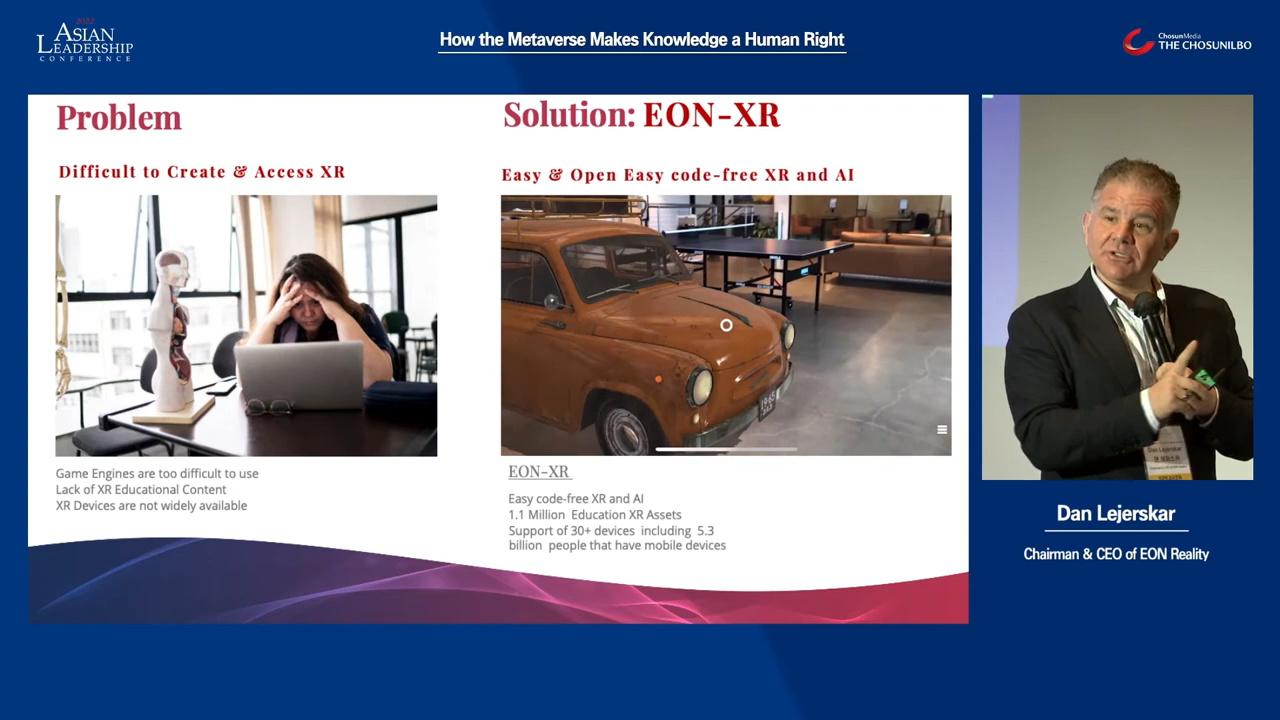 2022
ASIAN
LEADERSHIP
CONFERENCE
How the Metaverse Makes Knowledge a Human Right
ChosunMedia
THE CHOSUNILBO
Problem
Difficult to Create & Access XR
Game Engines are too difficult to use
Lack of XR Educational Content
XR Devices are not widely available
Solution: EON-XR
Easy & Open Easy code-free XR and AI
EON-XR
Easy code-free XR and AI
1.1 Million Education XR Assets
Support of 30+ devices including 5.3
billion people that have mobile devices
Dan Lejerskar
SPEAKER
Dan Lejerskar
Chairman & CEO of EON Reality